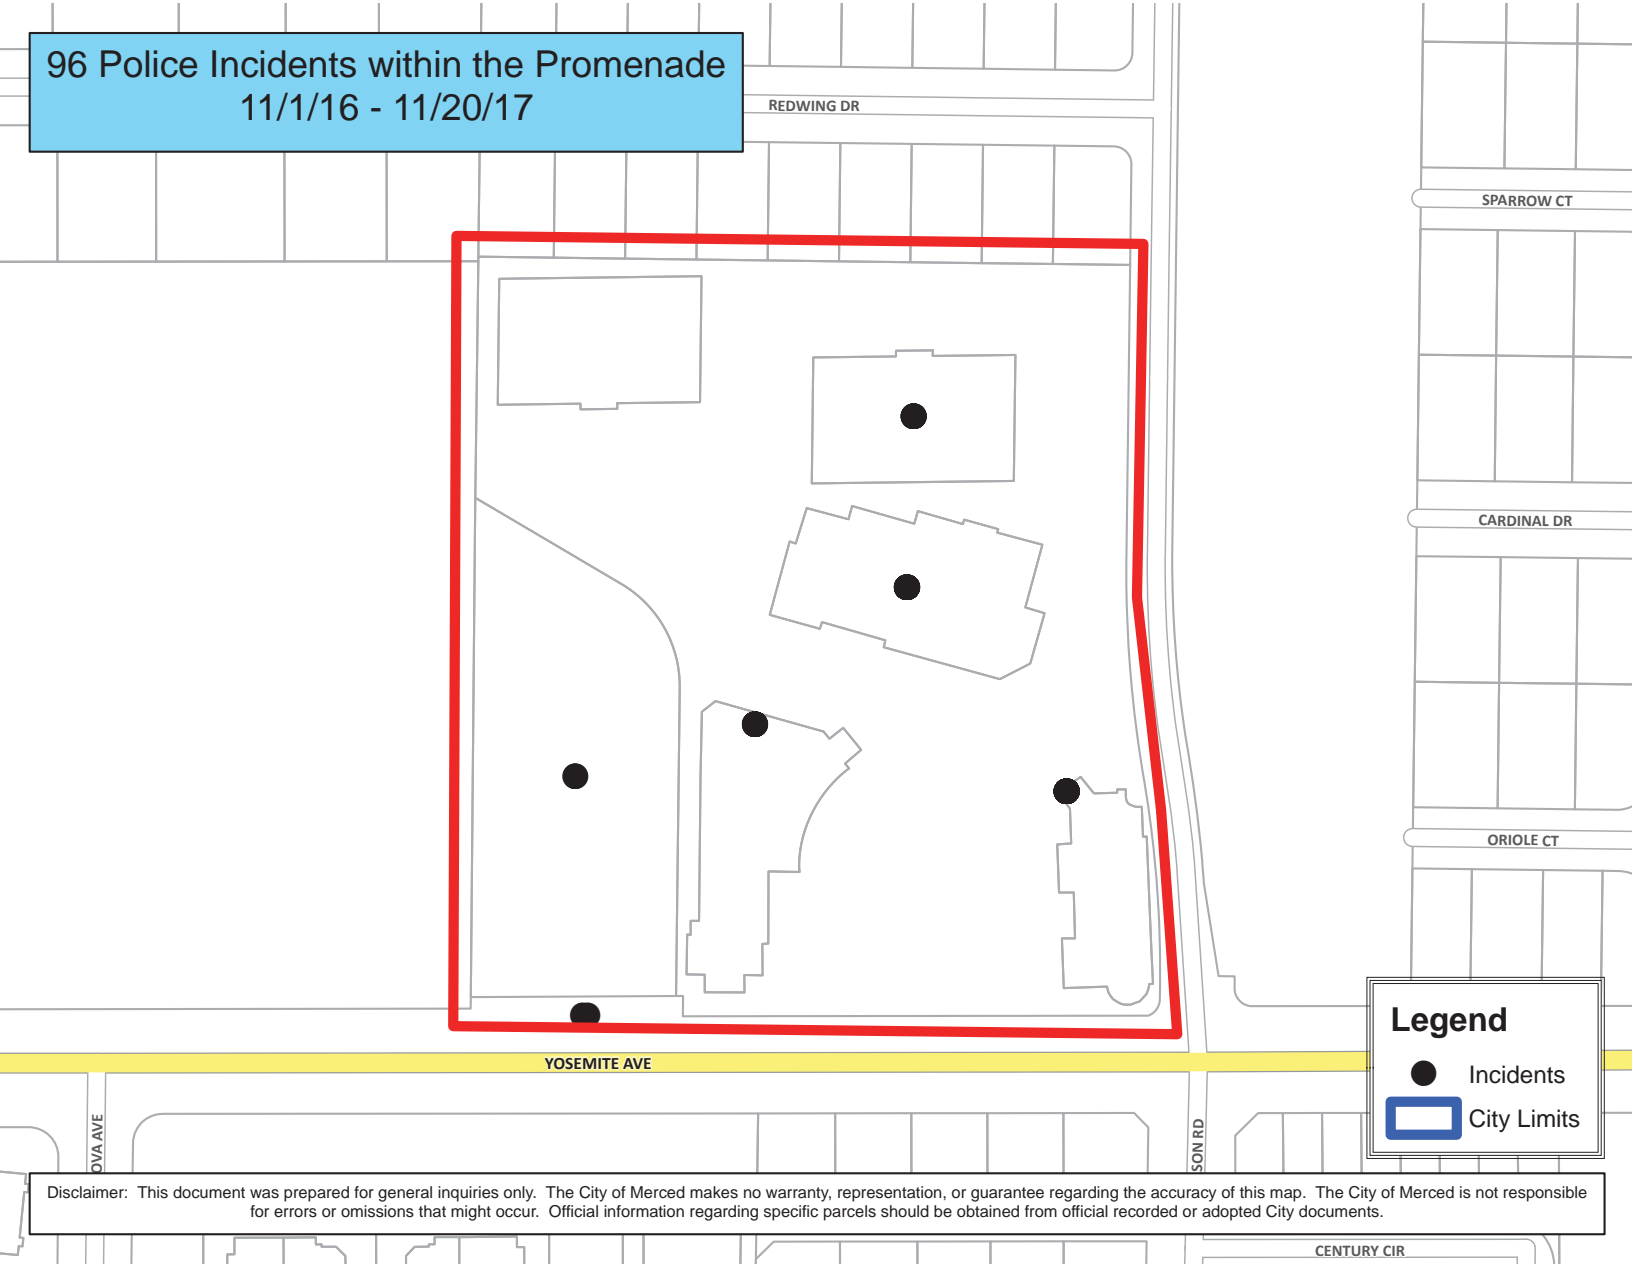 96 Police Incidents within the Promenade
11/1/16 - 11/20/17
REDWING DR
SPARROW CT
CARDINAL DR
ORIOLE CT
YOSEMITE AVE
Legend
Incidents
City Limits
OVA AVE
SON RD
Disclaimer: This document was prepared for general inquiries only. The City of Merced makes no warranty, representation, or guarantee regarding the accuracy of this map. The City of Merced is not responsible
for errors or omissions that might occur. Official information regarding specific parcels should be obtained from official recorded or adopted City documents.
CENTURY CIR